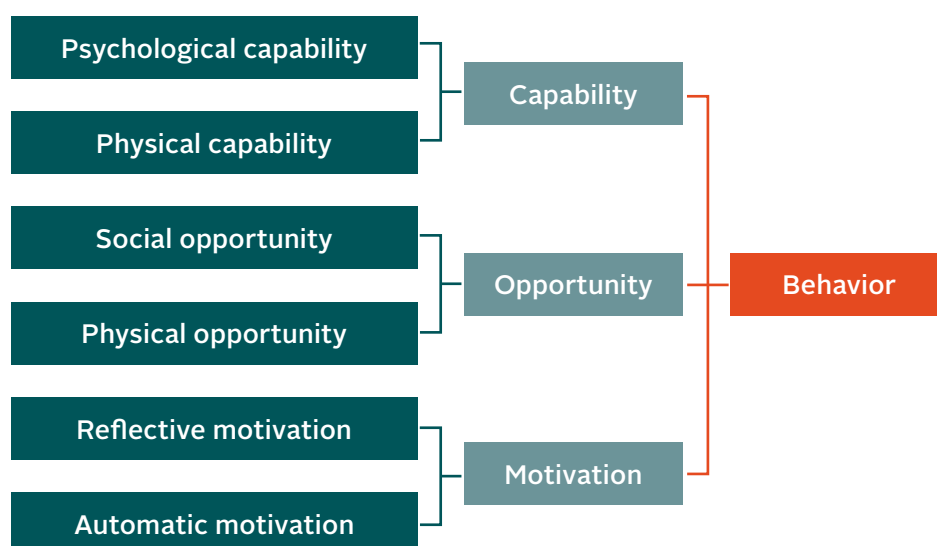 Psychological capability
Capability
Physical capability
Social opportunity
Opportunity
Behavior
Physical opportunity
Reflective motivation
Motivation
Automatic motivation